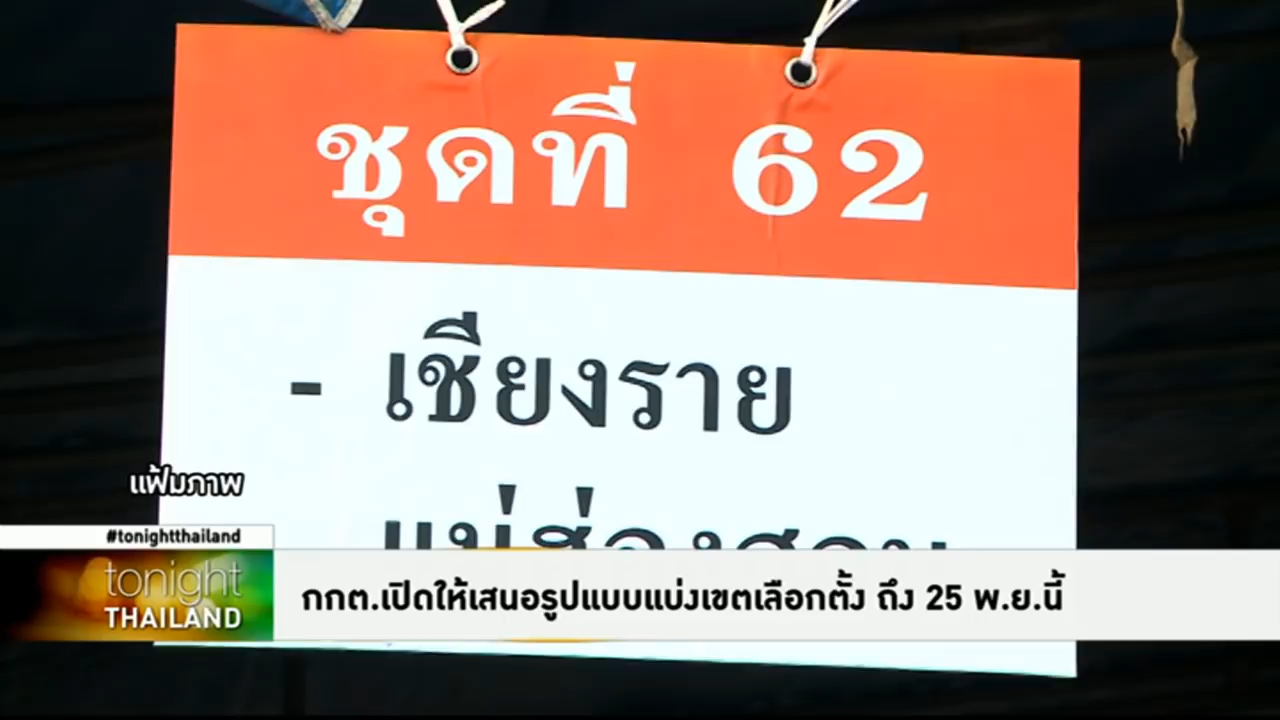 ชุดที่ 62
- เชียงราย
แฟ้มภาพ
#tonightthailand
tonight
THAILAND
กกต.เปิดให้เสนอรูปแบบแบ่งเขตเลือกตั้ง ถึง 25 พ.ย.นี้